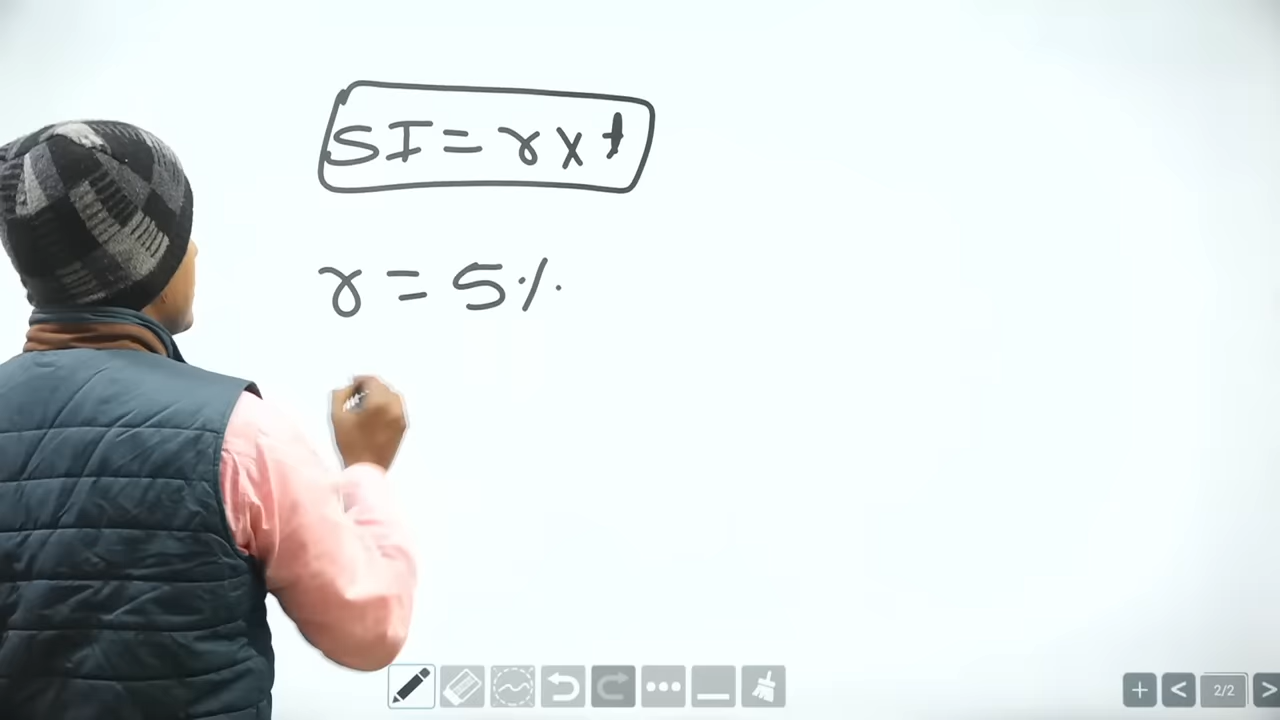 SI = r x t
r = 5%
2/2